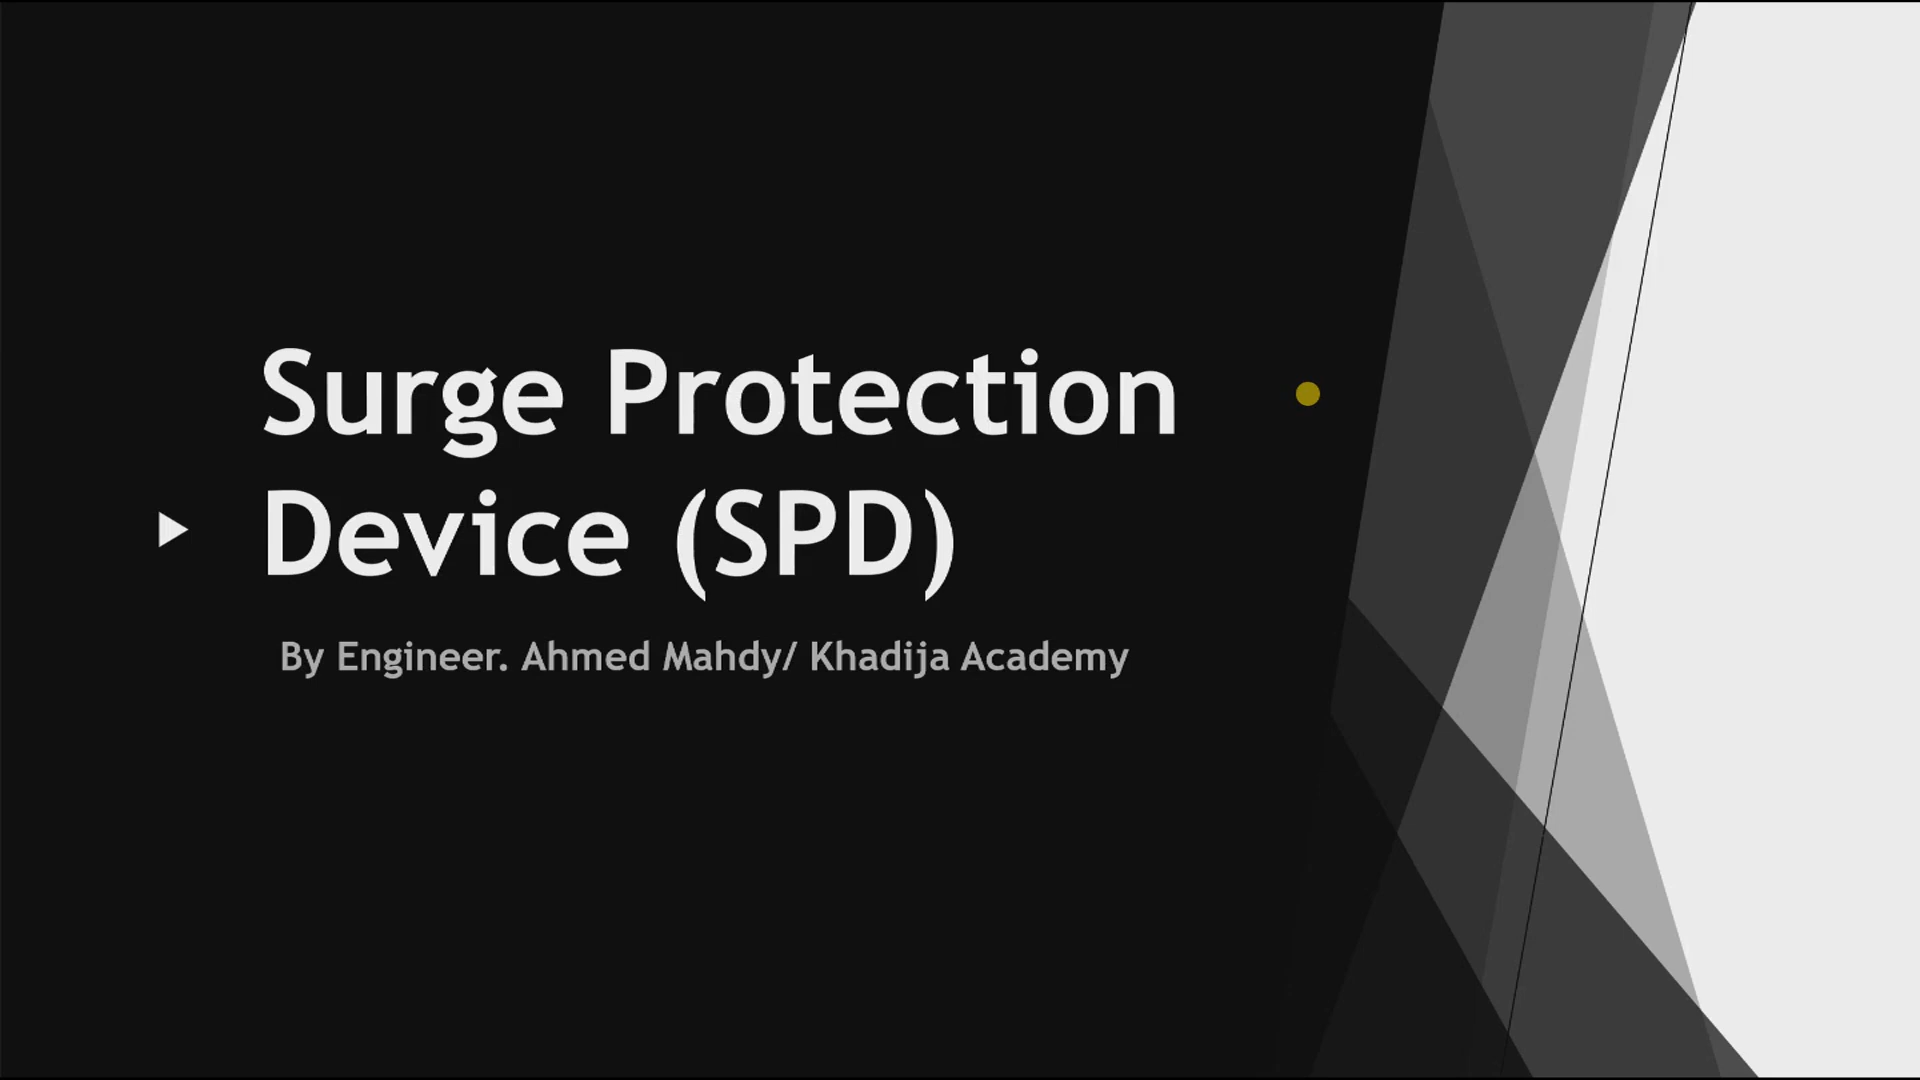 Surge Protection
Device (SPD)
By Engineer. Ahmed Mahdy/ Khadija Academy